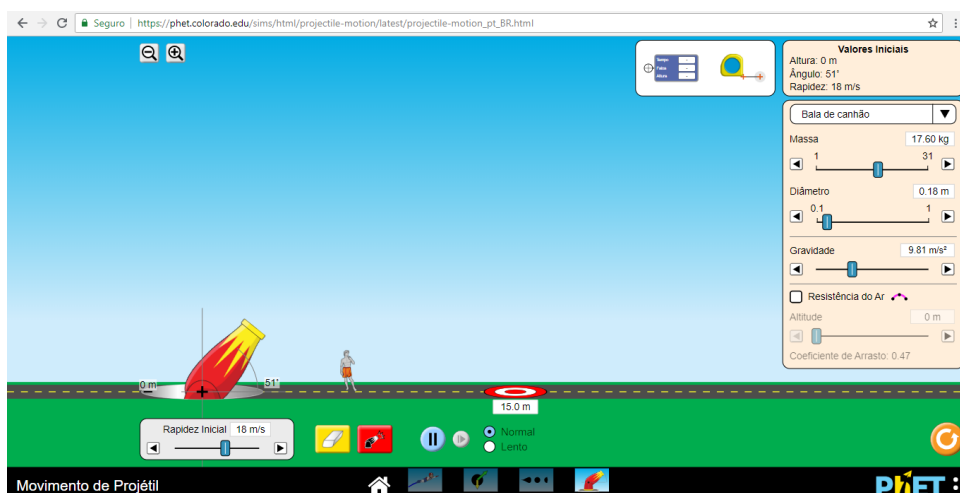 Seguro | https://phet.colorado.edu/sims/html/projectile-motion/latest/projectile-motion_pt_BR.html
Valores Iniciais
Altura: 0 m
Ângulo: 51°
Rapidez: 18 m/s
Tempo -
-
Altura -
Bala de canhão
Massa 17.60 kg
1 31
Diâmetro 0.18 m
0.1 1
Gravidade 9.81 m/s²
Resistência do Ar
Altitude 0 m
Coeficiente de Arrasto: 0.47
0 m
51°
15.0 m
Rapidez Inicial 18 m/s
Normal
Lento
Movimento de Projétil
PhET